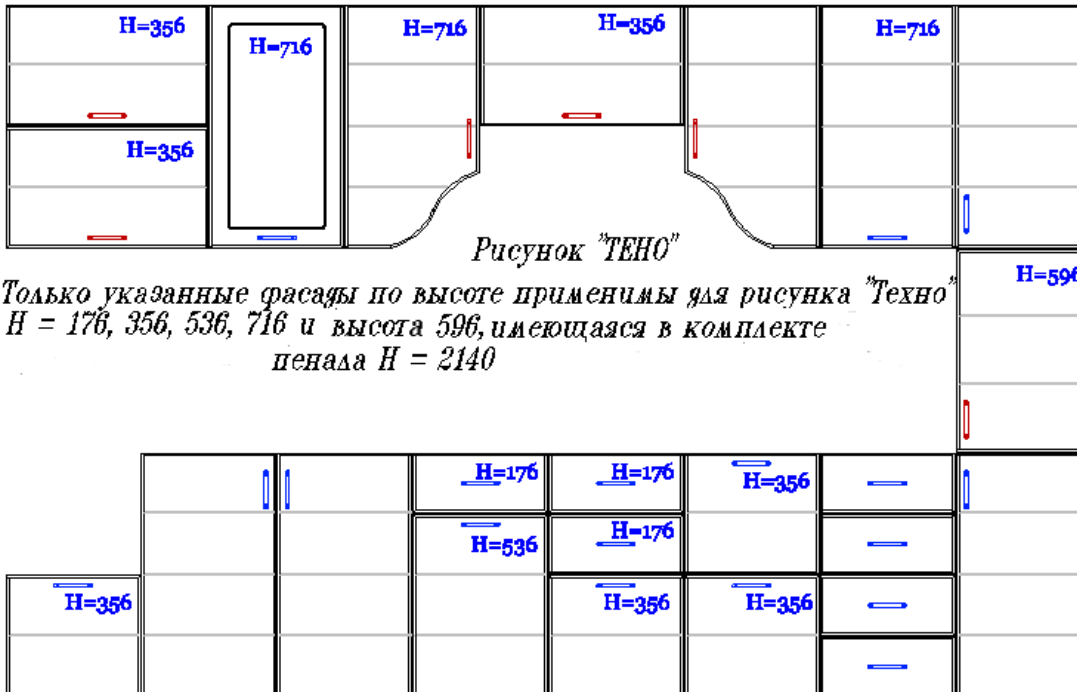 H=356
H=716
H=716
H=356
H=716
H=356
Рисунок "ТЕНО"
H=596
Только указанные фасады по высоте применимы для рисунка "Техно"
H = 176, 356, 536, 716 и высота 596, имеющаяся в комплекте
пенала H = 2140
H=176
H=176
H=356
H=536
H=176
H=356
H=356
H=356